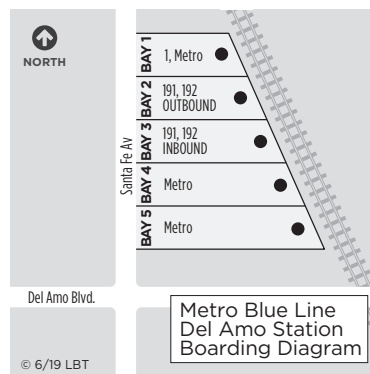 NORTH
BAY 1
1, Metro
BAY 2
191, 192
OUTBOUND
BAY 3
191, 192
INBOUND
BAY 4
Metro
BAY 5
Metro
Santa Fe Av
Del Amo Blvd.
Metro Blue Line
Del Amo Station
Boarding Diagram
© 6/19 LBT